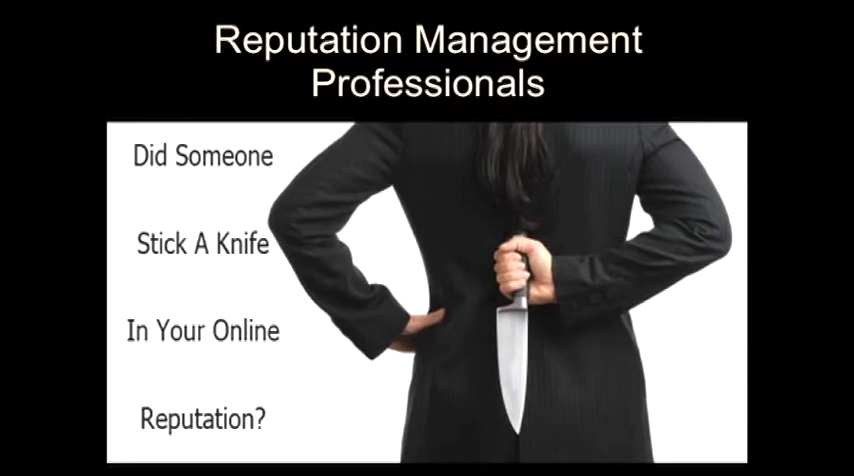 Reputation Management
Professionals
Did Someone
Stick A Knife
In Your Online
Reputation?